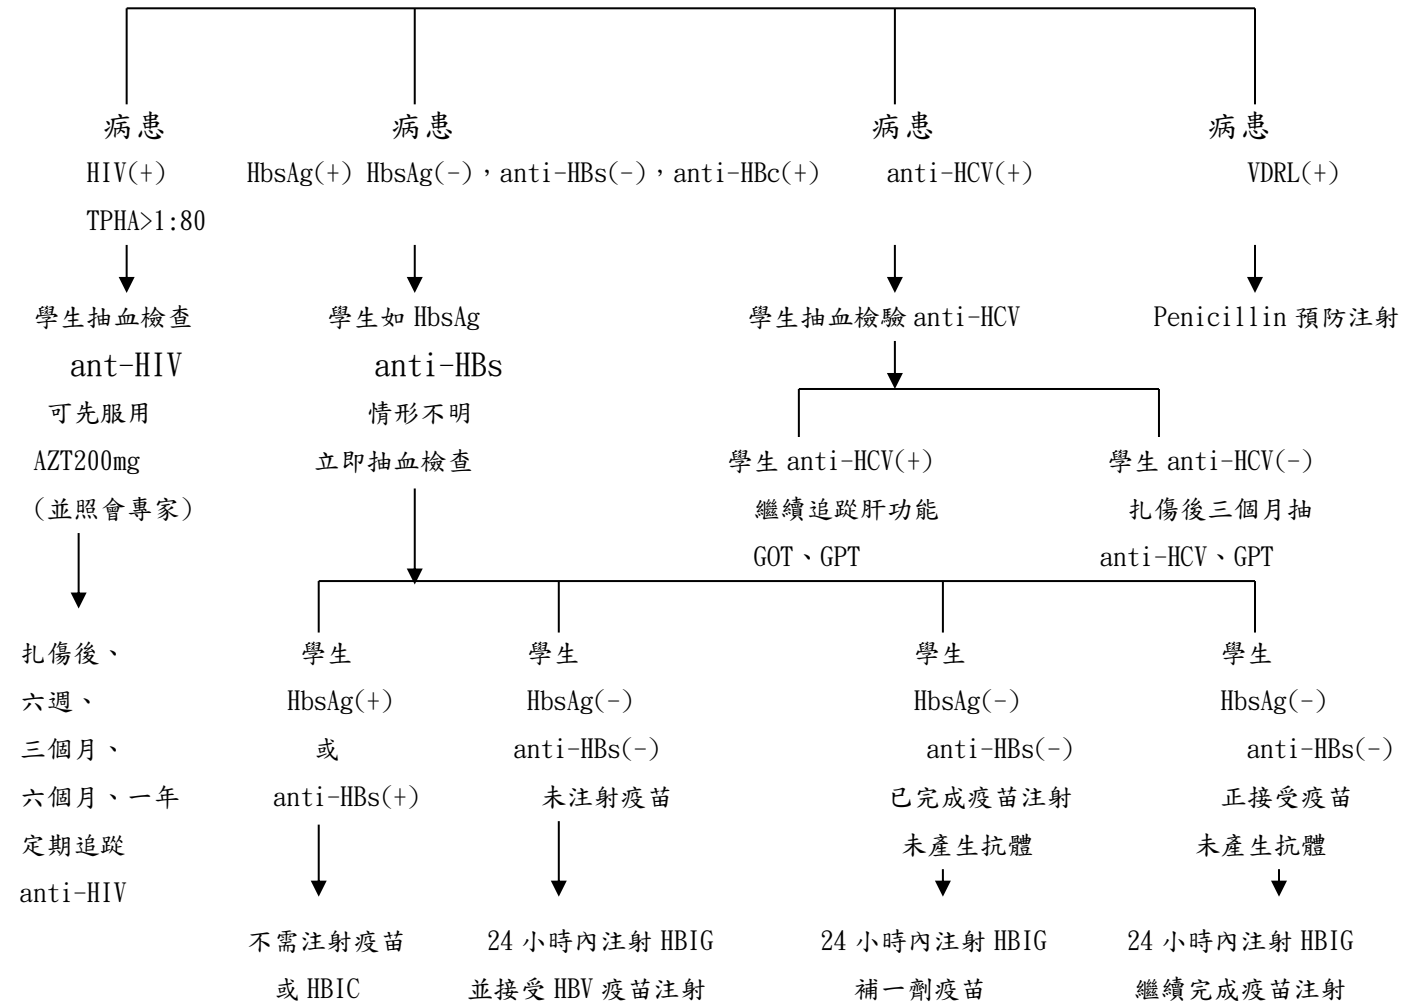 病患 病患 病患 病患
HIV(+) HbsAg(+) HbsAg(-)，anti-HBs(-)，anti-HBc(+) anti-HCV(+) VDRL(+)
TPHA>1:80
學生抽血檢查 學生如 HbsAg 學生抽血檢驗 anti-HCV Penicillin 預防注射
ant-HIV anti-HBs
可先服用 情形不明
AZT200mg 立即抽血檢查 學生 anti-HCV(+) 學生 anti-HCV(-)
(並照會專家) 繼續追蹤肝功能 扎傷後三個月抽
GOT、GPT anti-HCV、GPT
扎傷後、 學生 學生 學生 學生
六週、 HbsAg(+) HbsAg(-) HbsAg(-) HbsAg(-)
三個月、 或 anti-HBs(-) anti-HBs(-) anti-HBs(-)
六個月、一年 anti-HBs(+) 未注射疫苗 已完成疫苗注射 正接受疫苗
定期追蹤 未產生抗體 未產生抗體
anti-HIV
不需注射疫苗 24 小時內注射 HBIG 24 小時內注射 HBIG 24 小時內注射 HBIG
或 HBIC 並接受 HBV 疫苗注射 補一劑疫苗 繼續完成疫苗注射